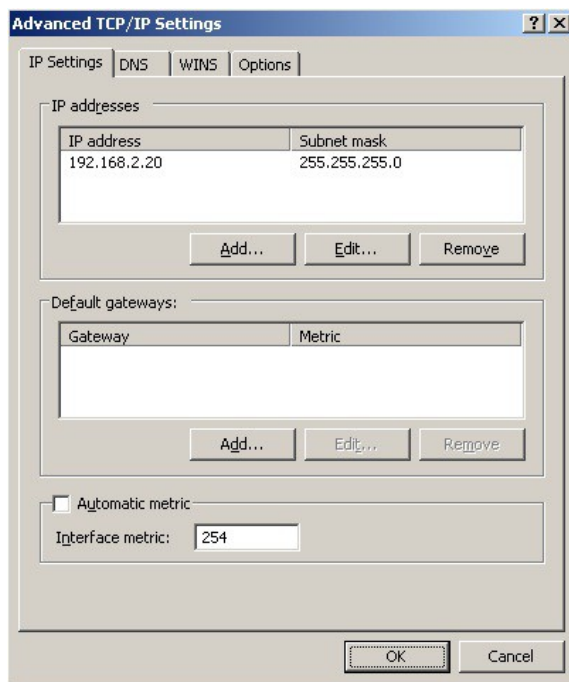 Advanced TCP/IP Settings
IP Settings DNS WINS Options
IP addresses
IP address Subnet mask
192.168.2.20 255.255.255.0
Add... Edit... Remove
Default gateways:
Gateway Metric
Add... Edit... Remove
Automatic metric
Interface metric: 254
OK Cancel